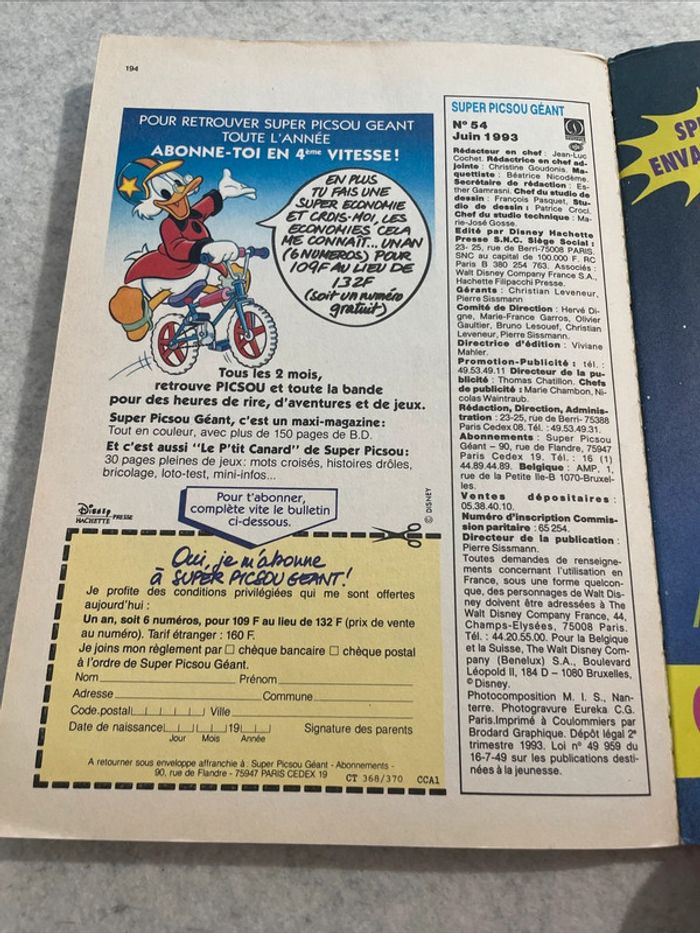 194
POUR RETROUVER SUPER PICSOU GEANT
TOUTE L'ANNÉE
ABONNE-TOI EN 4ème VITESSE !
EN PLUS
TU FAIS UNE
SUPER ECONOMIE
ET CROIS-MOI, LES
ECONOMIES CELA
ME CONNAÎT... UN AN
(6 NUMEROS) POUR
109F AU LIEU DE
132F
(soit un numéro
gratuit)
Tous les 2 mois,
retrouve PICSOU et toute la bande
pour des heures de rire, d'aventures et de jeux.
Super Picsou Géant, c'est un maxi-magazine:
Tout en couleur, avec plus de 150 pages de B.D.
Et c'est aussi "Le P'tit Canard" de Super Picsou:
30 pages pleines de jeux: mots croisés, histoires drôles,
bricolage, loto-test, mini-infos...
Disney
HACHETTE PRESSE
Pour t'abonner,
complète vite le bulletin
ci-dessous.
© DISNEY
Oui, je m'abonne
à SUPER PICSOU GEANT!
Je profite des conditions privilégiées qui me sont offertes
aujourd'hui :
Un an, soit 6 numéros, pour 109 F au lieu de 132 F (prix de vente
au numéro). Tarif étranger : 160 F.
Je joins mon règlement par □ chèque bancaire □ chèque postal
à l'ordre de Super Picsou Géant.
Nom Prénom
Adresse Commune
Code postal Ville
Date de naissance 19 Signature des parents
Jour Mois Année
A retourner sous enveloppe affranchie à : Super Picsou Géant - Abonnements -
90, rue de Flandre - 75947 PARIS CEDEX 19
CT 368/370 CCA1
SUPER PICSOU GÉANT
N° 54
Juin 1993
Rédacteur en chef : Jean-Luc
Cochet. Rédactrice en chef ad-
jointe : Christine Goudonis. Ma-
quettiste : Béatrice Nicodème.
Secrétaire de rédaction : Es-
ther Gamrasni. Chef du studio de
dessin : François Pasquet, Stu-
dio de dessin : Patrice Croci.
Chef du studio technique : Ma-
rie-José Gosse.
Edité par Disney Hachette
Presse S.N.C. Siège Social :
23- 25, rue de Berri-75008 PARIS.
SNC au capital de 100.000 F. RC
Paris B 380 254 763. Associés :
Walt Disney Company France S.A.,
Hachette Filipacchi Presse.
Gérants : Christian Leveneur,
Pierre Sissmann
Comité de Direction : Hervé Di-
gne, Marie-France Garros, Olivier
Gaultier, Bruno Lesouef, Christian
Leveneur, Pierre Sissmann.
Directrice d'édition : Viviane
Mahler.
Promotion-Publicité : tél. :
49.53.49.11 Directeur de la pu-
blicité : Thomas Chatillon. Chefs
de publicité : Marie Chambon, Ni-
colas Waintraub.
Rédaction, Direction, Adminis-
tration : 23-25, rue de Berri - 75388
Paris Cedex 08. Tél. : 49.53.49.31.
Abonnements : Super Picsou
Géant – 90, rue de Flandre, 75947
Paris Cedex 19. Tél. : 16 (1)
44.89.44.89. Belgique : AMP, 1,
rue de la Petite Ile-B 1070-Bruxel-
les.
Ventes dépositaires :
05.38.40.10.
Numéro d'inscription Commis-
sion paritaire : 65 254.
Directeur de la publication :
Pierre Sissmann.
Toutes demandes de renseigne-
ments concernant l'utilisation en
France, sous une forme quelcon-
que, des personnages de Walt Dis-
ney doivent être adressées à The
Walt Disney Company France, 44,
Champs-Elysées, 75008 Paris.
Tél. : 44.20.55.00. Pour la Belgique
et la Suisse, The Walt Disney Com-
pany (Benelux) S.A., Boulevard
Léopold II, 184 D – 1080 Bruxelles,
© Disney.
Photocomposition M. I. S., Nan-
terre. Photogravure Eureka C.G.
Paris.Imprimé à Coulommiers par
Brodard Graphique. Dépôt légal 2e
trimestre 1993. Loi n° 49 959 du
16-7-49 sur les publications desti-
nées à la jeunesse.
SPE
ENVA